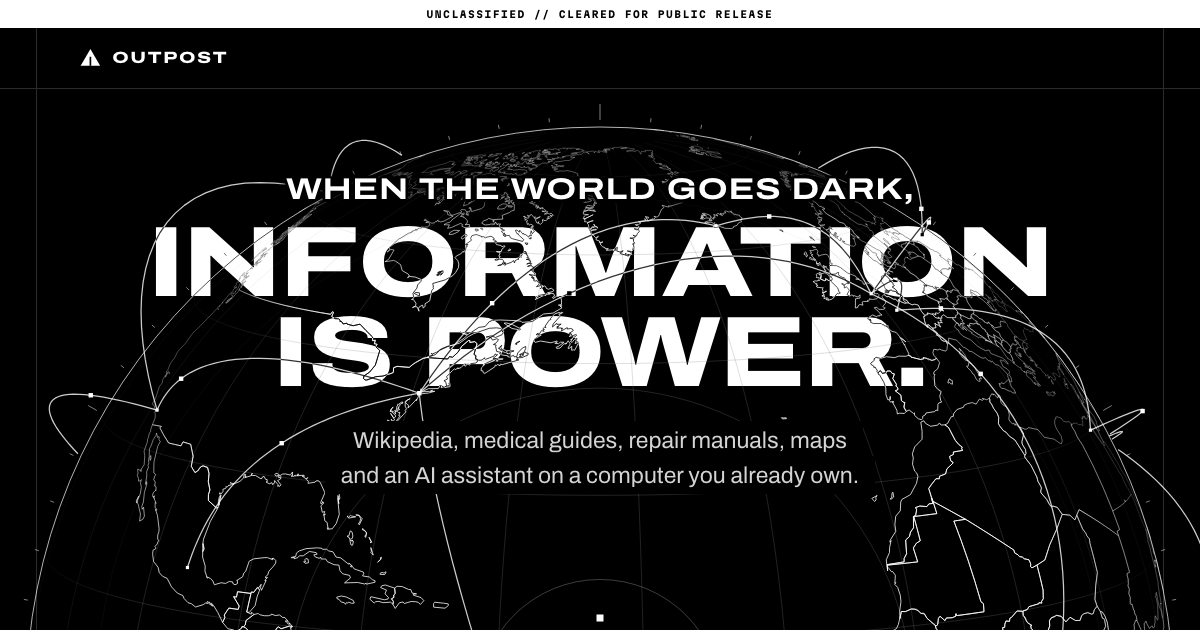 UNCLASSIFIED // CLEARED FOR PUBLIC RELEASE
OUTPOST
WHEN THE WORLD GOES DARK,
INFORMATION
IS POWER.
Wikipedia, medical guides, repair manuals, maps
and an AI assistant on a computer you already own.